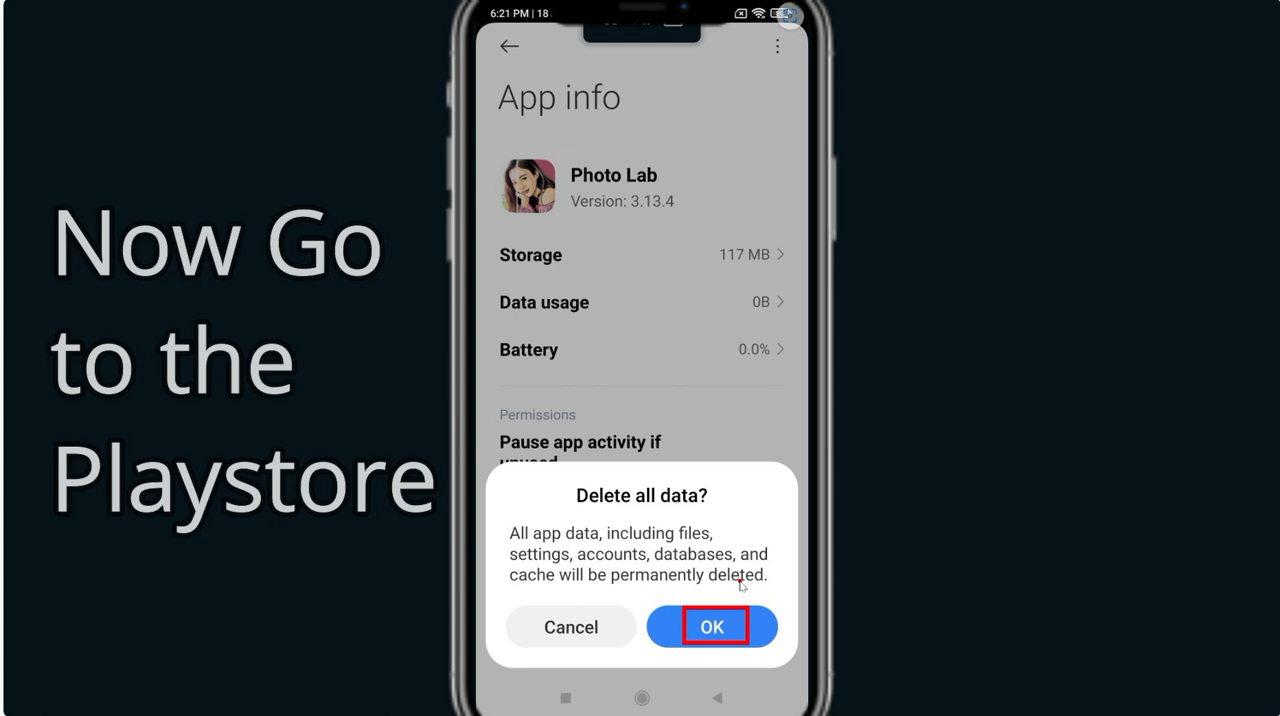 6:21 PM | 18
App info
Photo Lab
Version: 3.13.4
Storage 117 MB
Data usage 0B
Battery 0.0%
Permissions
Pause app activity if
unused
Delete all data?
All app data, including files,
settings, accounts, databases, and
cache will be permanently deleted.
Cancel OK
Now Go
to the
Playstore